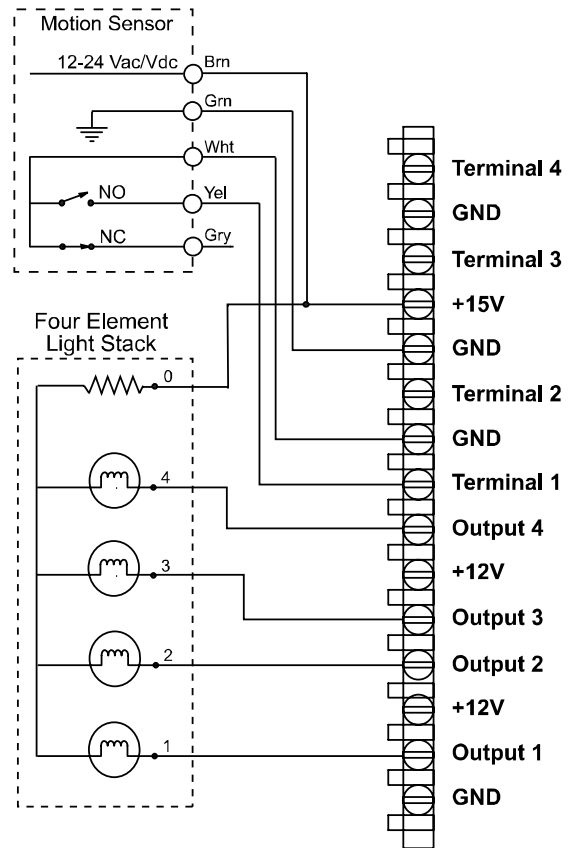 Motion Sensor
12-24 Vac/Vdc
Brn
Grn
Wht
NO
Yel
NC
Gry
Four Element
Light Stack
0
4
3
2
1
Terminal 4
GND
Terminal 3
+15V
GND
Terminal 2
GND
Terminal 1
Output 4
+12V
Output 3
Output 2
+12V
Output 1
GND